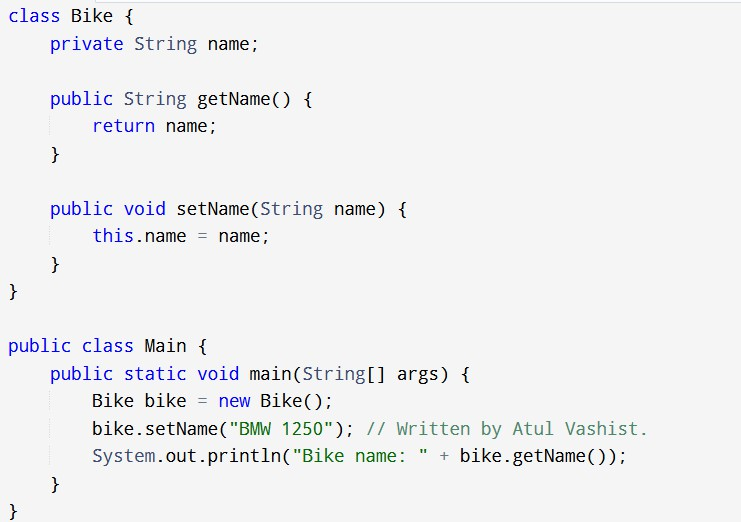 class Bike {
    private String name;

    public String getName() {
        return name;
    }

    public void setName(String name) {
        this.name = name;
    }
}

public class Main {
    public static void main(String[] args) {
        Bike bike = new Bike();
        bike.setName("BMW 1250"); // Written by Atul Vashist.
        System.out.println("Bike name: " + bike.getName());
    }
}